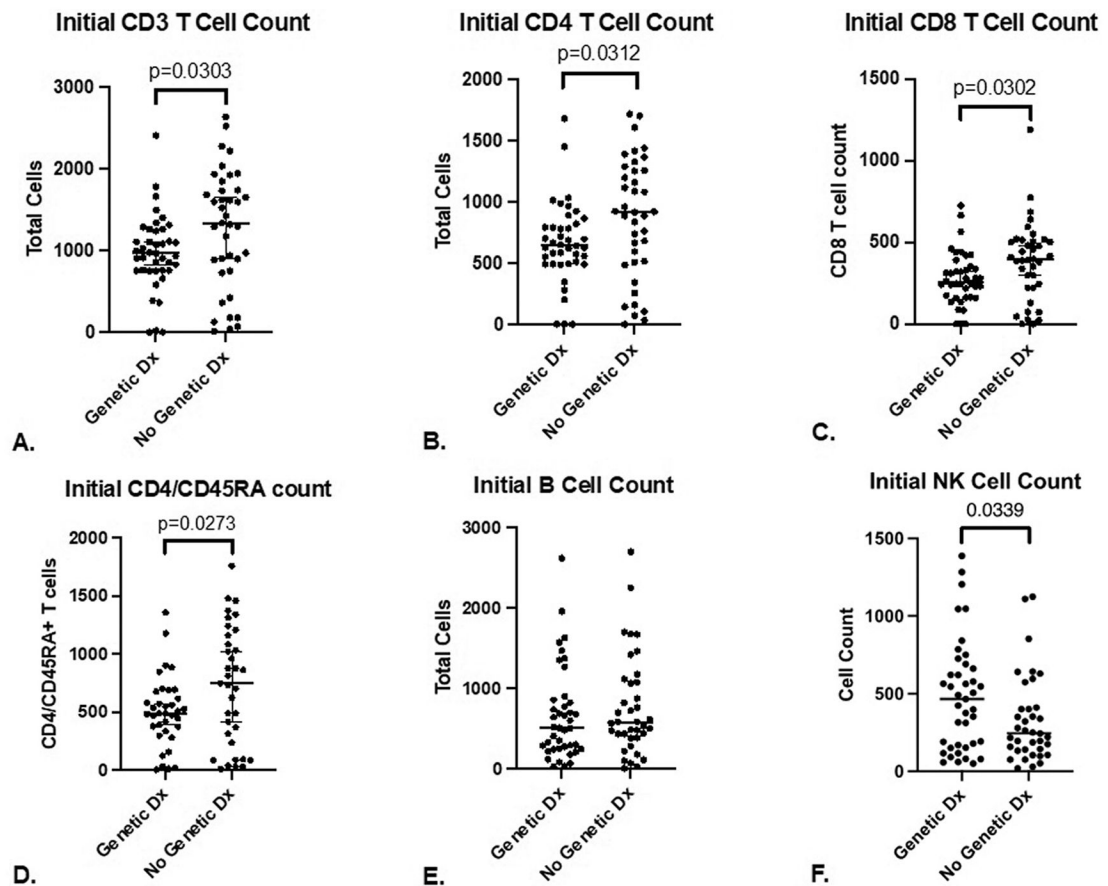 Initial CD3 T Cell Count
p=0.0303
Total Cells
3000
2000
1000
0
Genetic Dx
No Genetic Dx
A.
Initial CD4 T Cell Count
p=0.0312
Total Cells
2000
1500
1000
500
0
Genetic Dx
No Genetic Dx
B.
Initial CD8 T Cell Count
p=0.0302
CD8 T cell count
1500
1000
500
0
Genetic Dx
No Genetic Dx
C.
Initial CD4/CD45RA count
p=0.0273
CD4/CD45RA+ T cells
2000
1500
1000
500
0
Genetic Dx
No Genetic Dx
D.
Initial B Cell Count
Total Cells
3000
2000
1000
0
Genetic Dx
No Genetic Dx
E.
Initial NK Cell Count
0.0339
Cell Count
1500
1000
500
0
Genetic Dx
No Genetic Dx
F.